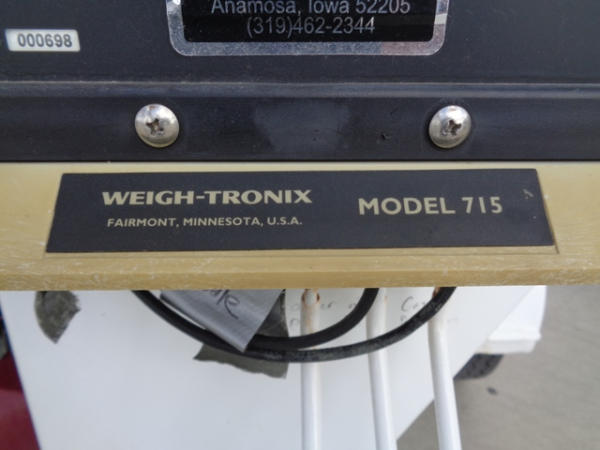 Anamosa, Iowa 52205
(319)462-2344
000698
WEIGH-TRONIX
FAIRMONT, MINNESOTA, U.S.A.
MODEL 715